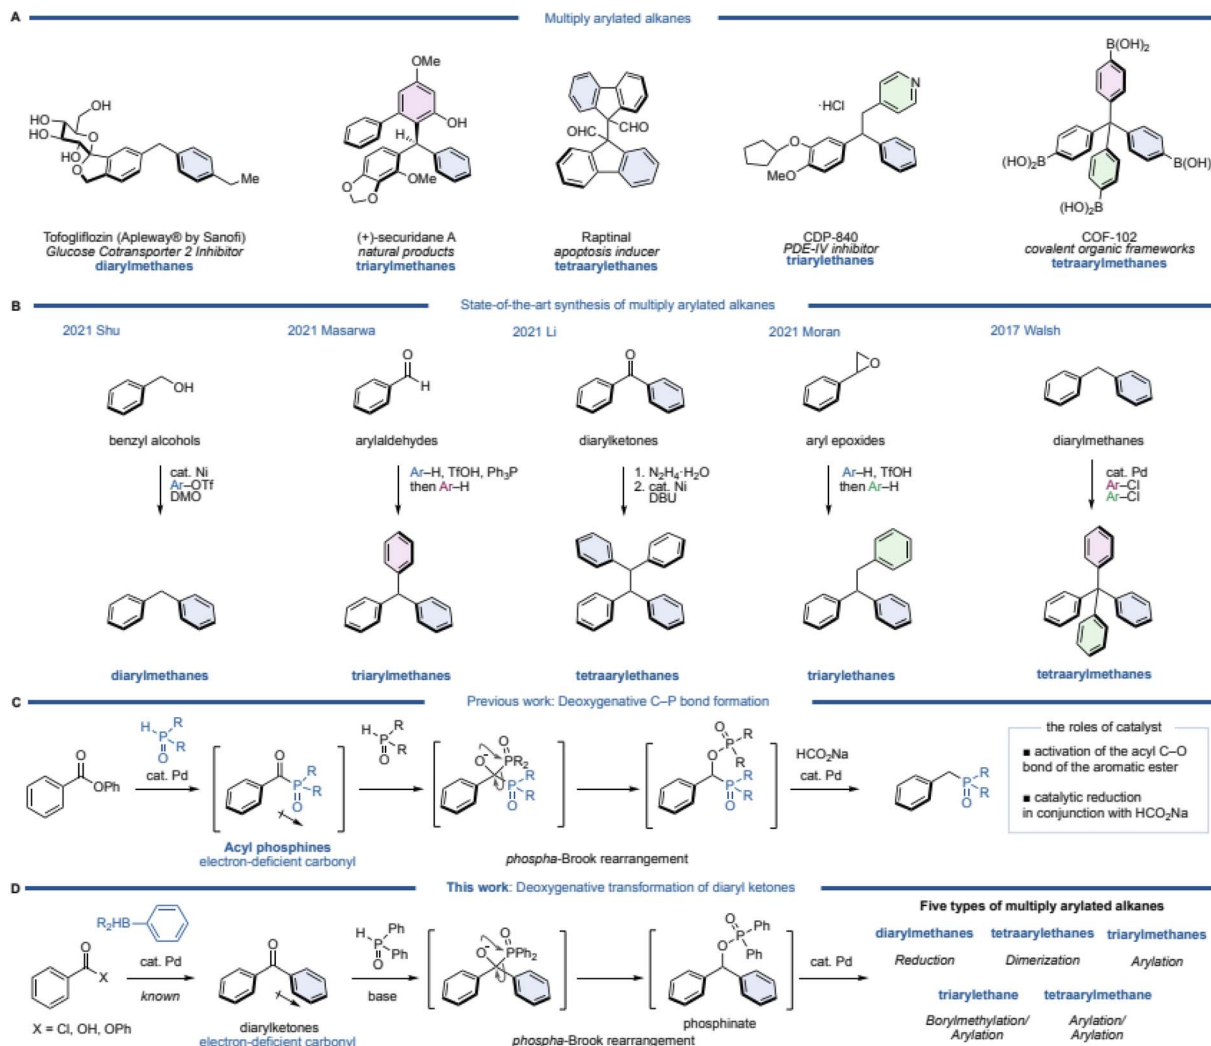 A Multiply arylated alkanes
HO
HO
OH
HO
O
O
Me
Tofogliflozin (Apleway® by Sanofi)
Glucose Cotransporter 2 Inhibitor
diarylmethanes
OMe
OH
H
OMe
O
O
(+)-securidane A
natural products
triarylmethanes
CHO
CHO
Raptinal
apoptosis inducer
tetraarylethanes
N
·HCl
O
MeO
CDP-840
PDE-IV inhibitor
triarylethanes
B(OH)2
(HO)2B
B(OH)
(HO)2B
COF-102
covalent organic frameworks
tetraarylmethanes
B State-of-the-art synthesis of multiply arylated alkanes
2021 Shu
OH
benzyl alcohols
cat. Ni
Ar–OTf
DMO
diarylmethanes
2021 Masarwa
O
H
arylaldehydes
Ar–H, TfOH, Ph3P
then Ar–H
triarylmethanes
2021 Li
O
diarylketones
1. N2H4·H2O
2. cat. Ni
DBU
tetraarylethanes
2021 Moran
O
aryl epoxides
Ar–H, TfOH
then Ar–H
triarylethanes
2017 Walsh
diarylmethanes
cat. Pd
Ar–Cl
Ar–Cl
tetraarylmethanes
C Previous work: Deoxygenative C–P bond formation
O
OPh
H
P
R
R
O
cat. Pd
O
P
R
R
O
Acyl phosphines
electron-deficient carbonyl
H
P
R
R
O
O-
O
PR2
P
R
R
O
phospha-Brook rearrangement
O
P
R
R
O
P
R
R
O
HCO2Na
cat. Pd
P
R
R
O
the roles of catalyst
■ activation of the acyl C–O
bond of the aromatic ester
■ catalytic reduction
in conjunction with HCO2Na
D This work: Deoxygenative transformation of diaryl ketones
O
X
X = Cl, OH, OPh
R2HB
cat. Pd
known
O
diarylketones
electron-deficient carbonyl
H
P
Ph
Ph
O
base
O-
O
PPh2
phospha-Brook rearrangement
O
P
Ph
Ph
O
phosphinate
cat. Pd
Five types of multiply arylated alkanes
diarylmethanes tetraarylethanes triarylmethanes
Reduction Dimerization Arylation
triarylethane tetraarylmethane
Borylmethylation/ Arylation/
Arylation Arylation